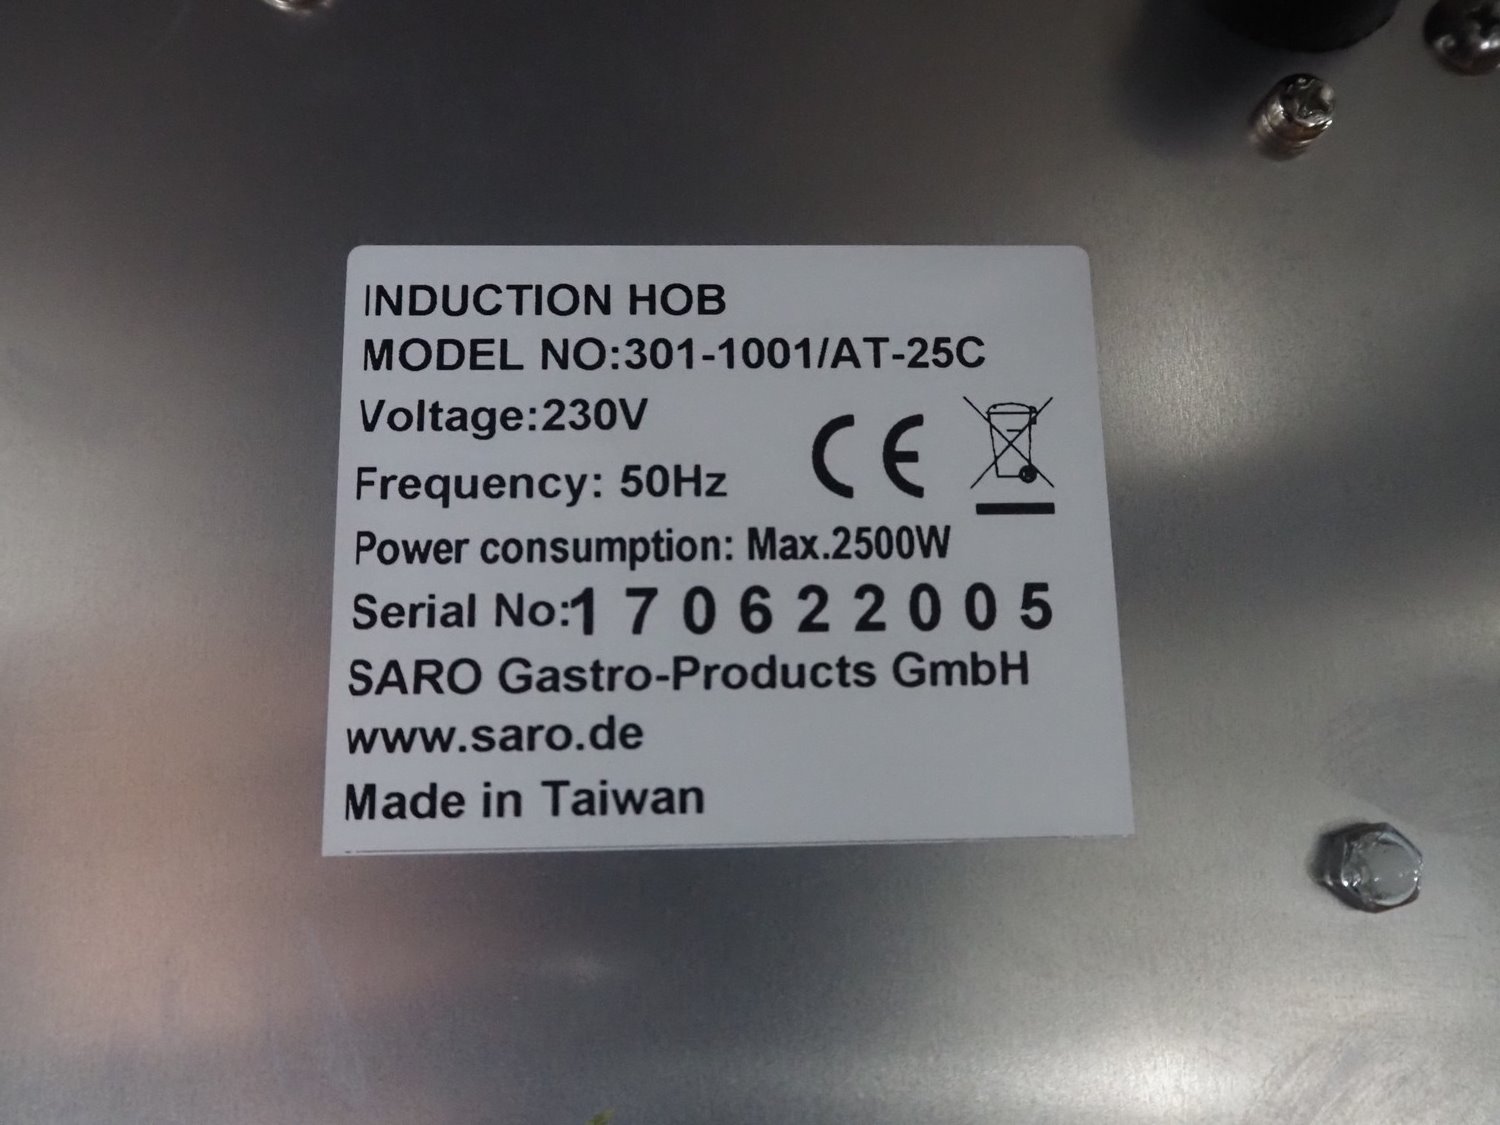 INDUCTION HOB
MODEL NO:301-1001/AT-25C
Voltage:230V
CE
Frequency: 50Hz
Power consumption: Max.2500W
Serial No:170622005
SARO Gastro-Products GmbH
www.saro.de
Made in Taiwan